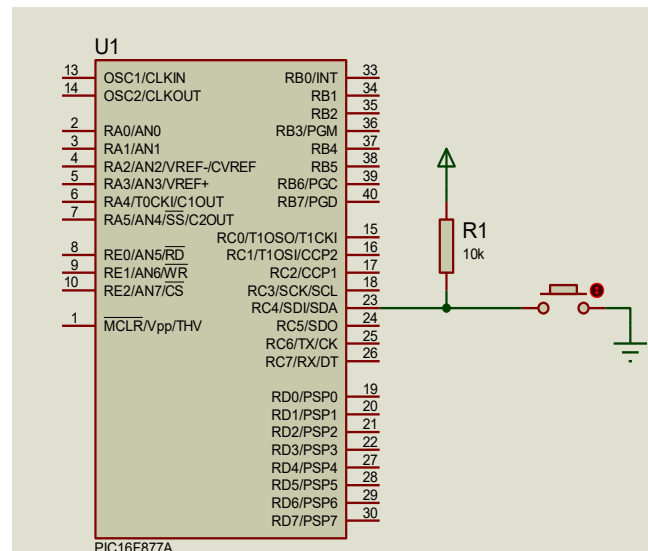 U1
13 OSC1/CLKIN RB0/INT 33
14 OSC2/CLKOUT RB1 34
RB2 35
2 RA0/AN0 RB3/PGM 36
3 RA1/AN1 RB4 37
4 RA2/AN2/VREF-/CVREF RB5 38
5 RA3/AN3/VREF+ RB6/PGC 39
6 RA4/T0CKI/C1OUT RB7/PGD 40
7 RA5/AN4/SS/C2OUT
RC0/T1OSO/T1CKI 15
8 RE0/AN5/RD RC1/T1OSI/CCP2 16
9 RE1/AN6/WR RC2/CCP1 17
10 RE2/AN7/CS RC3/SCK/SCL 18
RC4/SDI/SDA 23
1 MCLR/Vpp/THV RC5/SDO 24
RC6/TX/CK 25
RC7/RX/DT 26
RD0/PSP0 19
RD1/PSP1 20
RD2/PSP2 21
RD3/PSP3 22
RD4/PSP4 27
RD5/PSP5 28
RD6/PSP6 29
RD7/PSP7 30
PIC16F877A
R1
10k